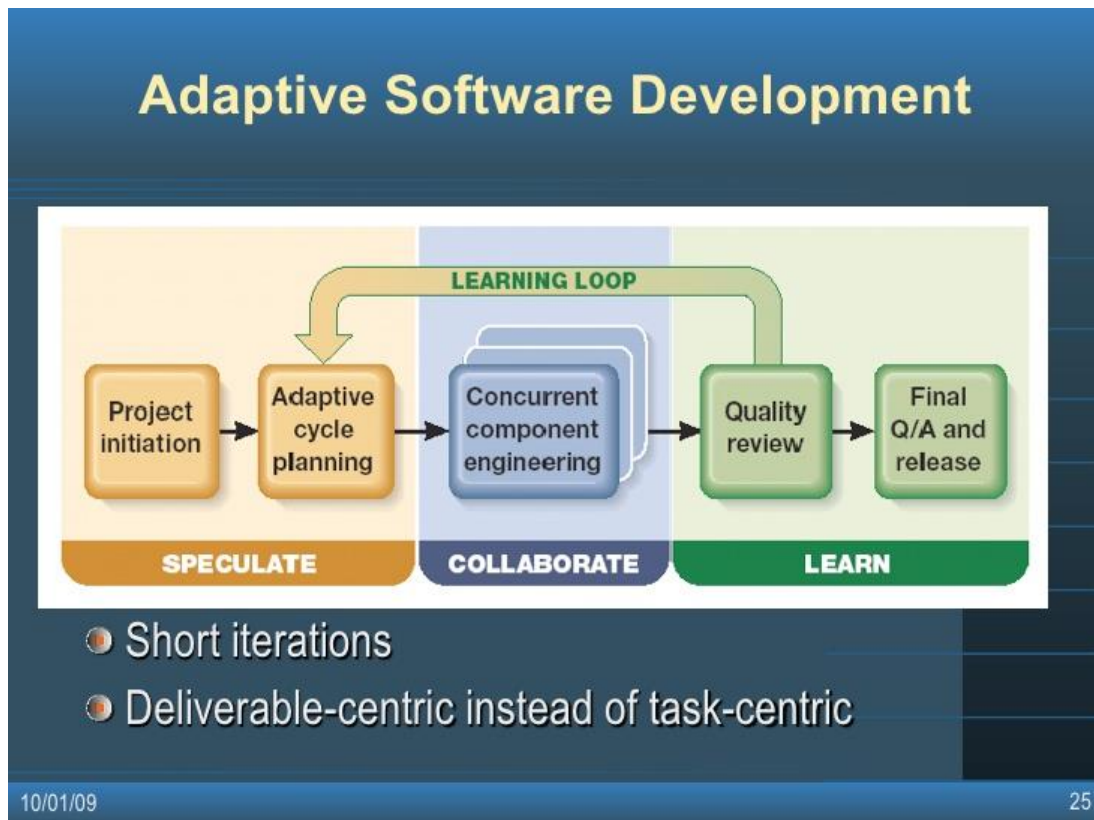 Adaptive Software Development
LEARNING LOOP
Project
initiation
Adaptive
cycle
planning
Concurrent
component
engineering
Quality
review
Final
Q/A and
release
SPECULATE
COLLABORATE
LEARN
Short iterations
Deliverable-centric instead of task-centric
10/01/09
25